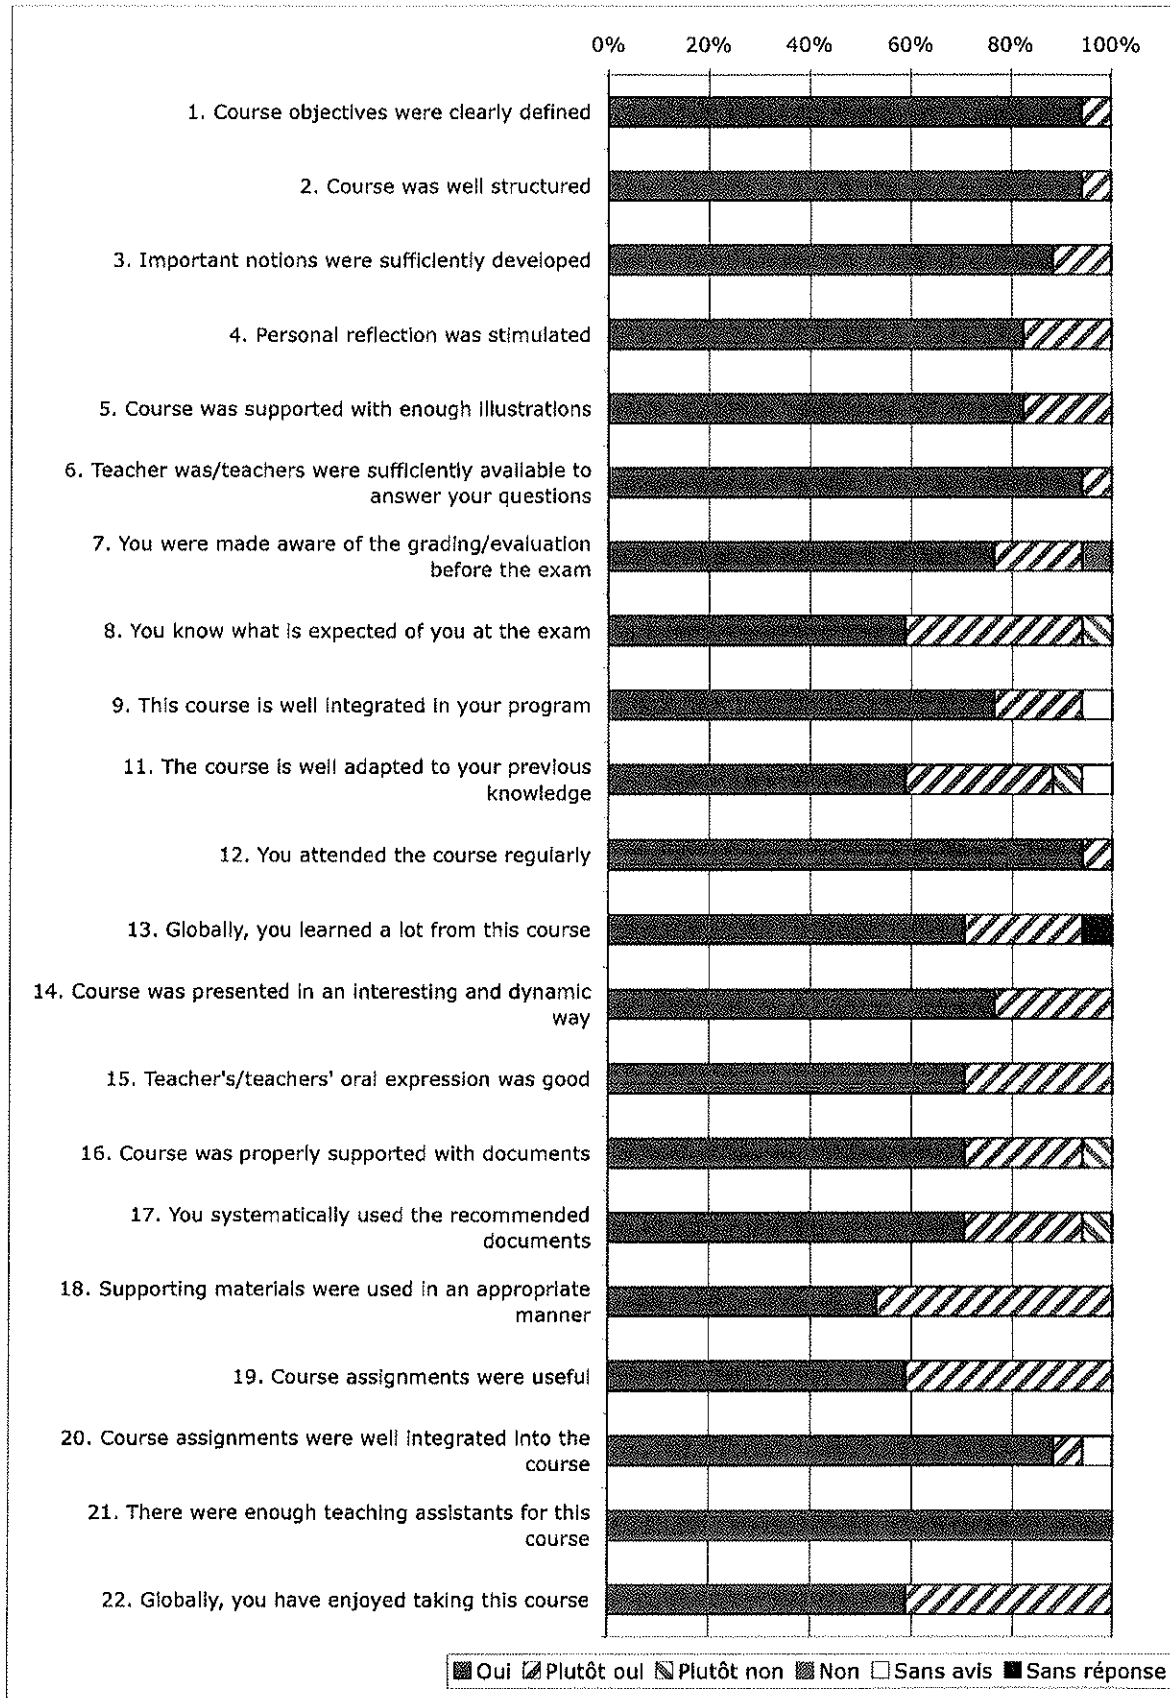 0% 20% 40% 60% 80% 100%
1. Course objectives were clearly defined
2. Course was well structured
3. Important notions were sufficiently developed
4. Personal reflection was stimulated
5. Course was supported with enough illustrations
6. Teacher was/teachers were sufficiently available to
answer your questions
7. You were made aware of the grading/evaluation
before the exam
8. You know what is expected of you at the exam
9. This course is well integrated in your program
11. The course is well adapted to your previous
knowledge
12. You attended the course regularly
13. Globally, you learned a lot from this course
14. Course was presented in an interesting and dynamic
way
15. Teacher's/teachers' oral expression was good
16. Course was properly supported with documents
17. You systematically used the recommended
documents
18. Supporting materials were used in an appropriate
manner
19. Course assignments were useful
20. Course assignments were well integrated into the
course
21. There were enough teaching assistants for this
course
22. Globally, you have enjoyed taking this course
Oui Plutôt oui Plutôt non Non Sans avis Sans réponse